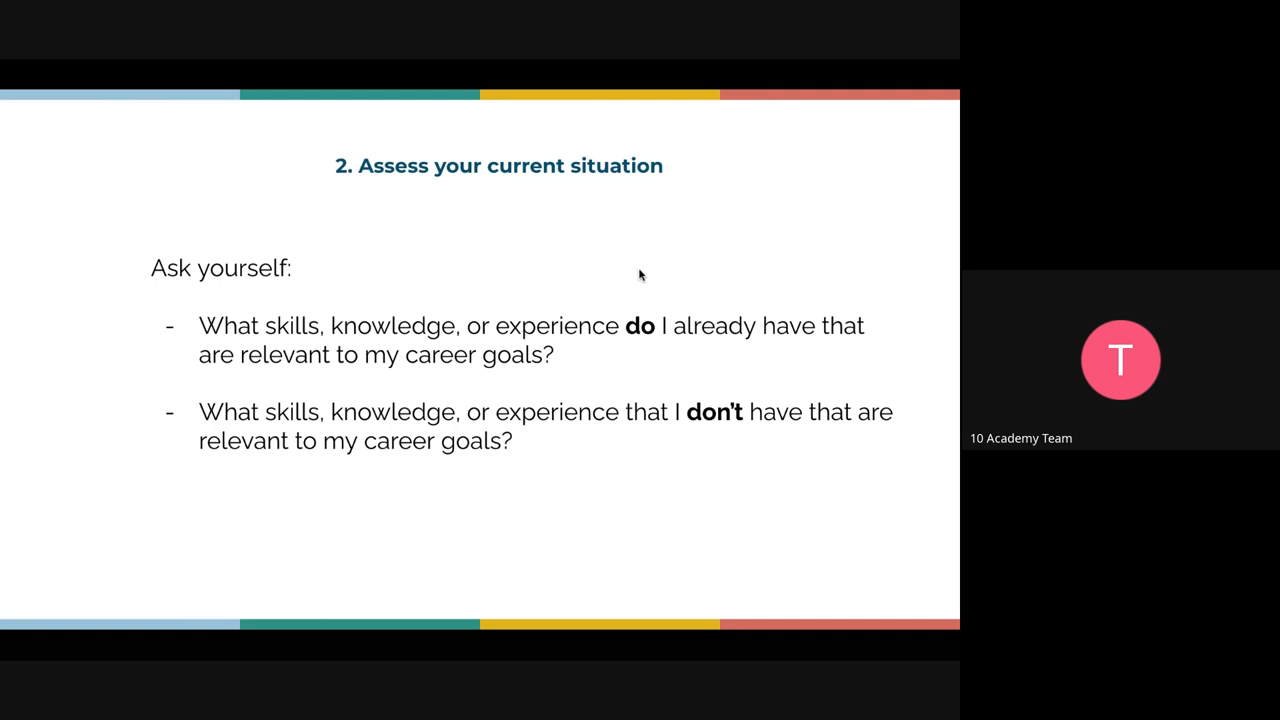 2. Assess your current situation
Ask yourself:
- What skills, knowledge, or experience do I already have that
are relevant to my career goals?
- What skills, knowledge, or experience that I don't have that are
relevant to my career goals?
T
10 Academy Team